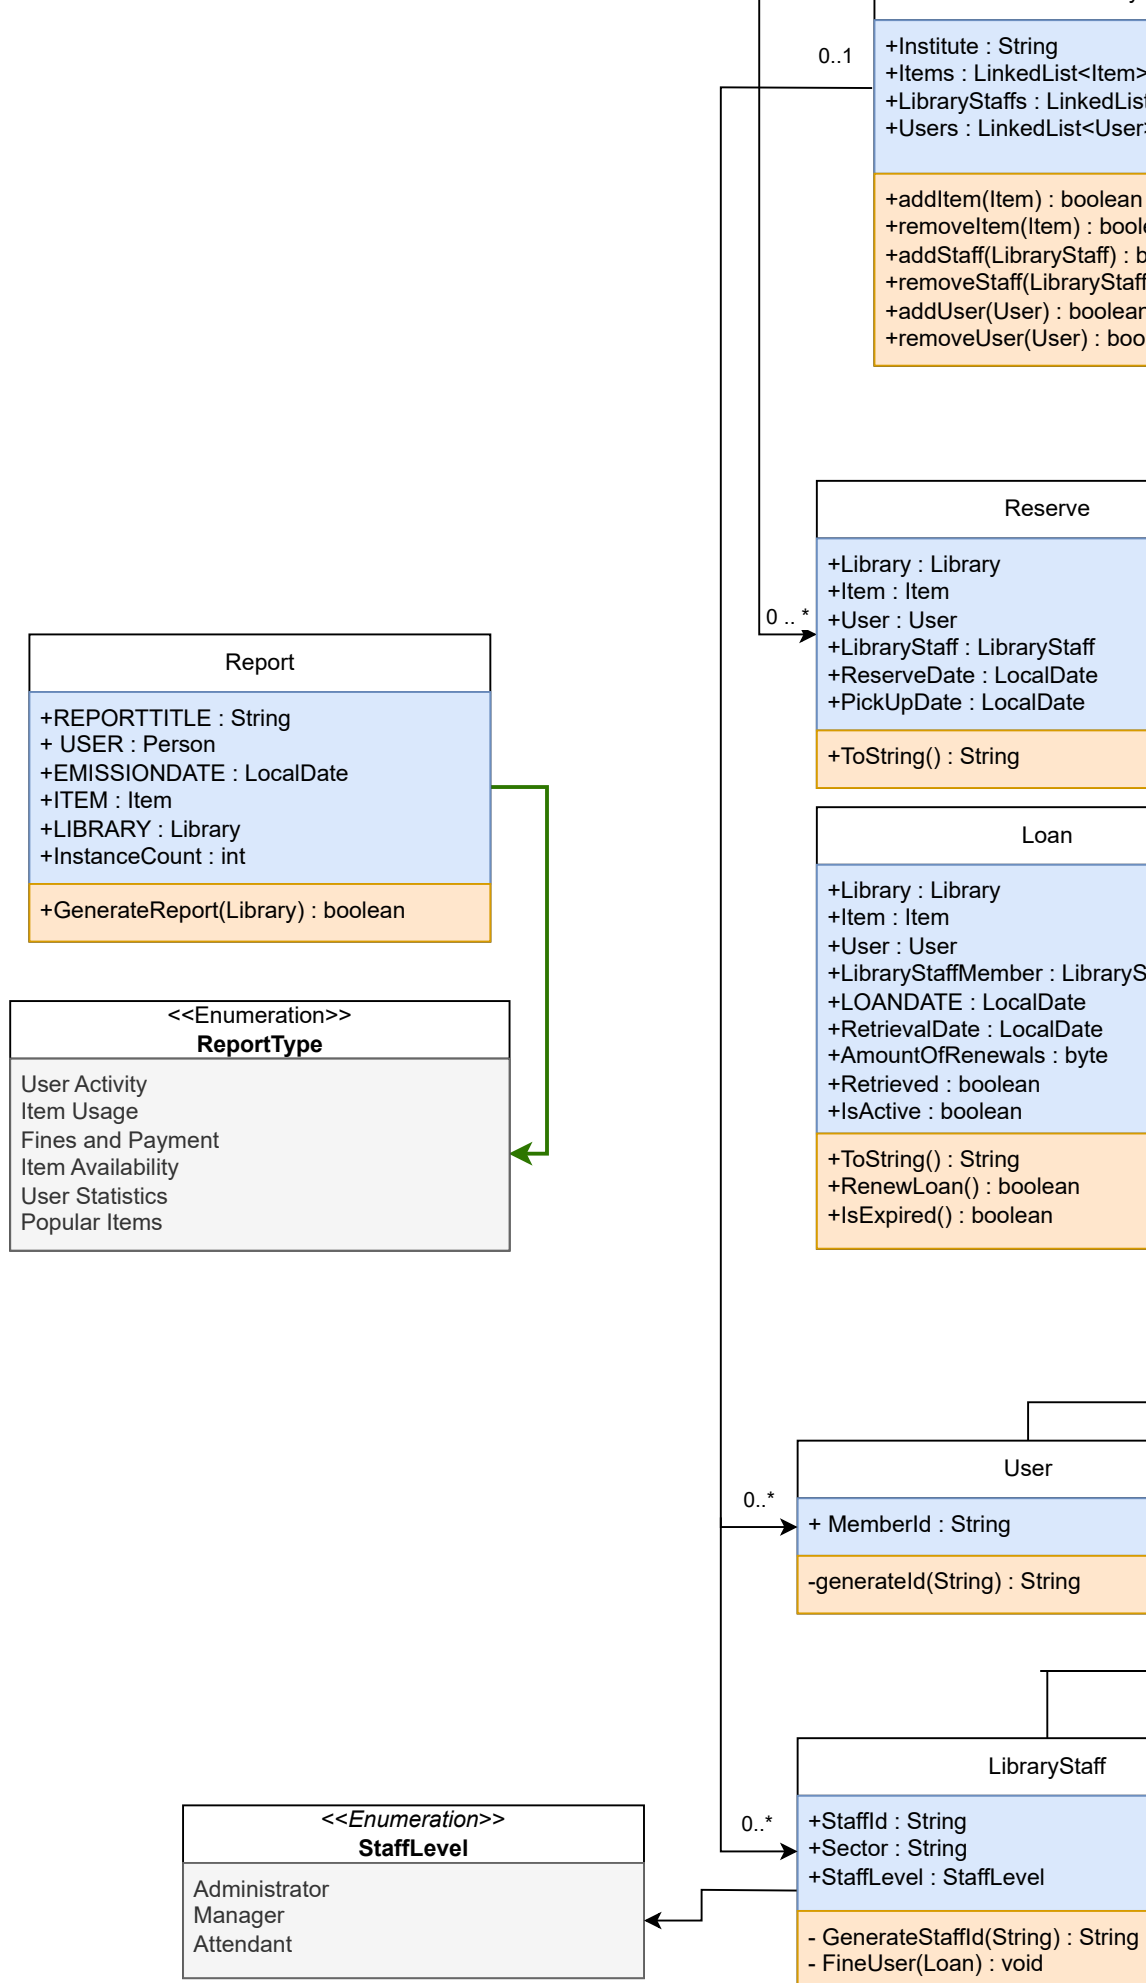 0..1
+Institute : String
+Items : LinkedList<Item>
+LibraryStaffs : LinkedList
+Users : LinkedList<User>
+addItem(Item) : boolean
+removeItem(Item) :
+addStaff(LibraryStaff) :
+removeStaff(LibraryStaff
+addUser(User) : boolean
+removeUser(User) :
Reserve
+Library : Library
+Item : Item
+User : User
+LibraryStaff : LibraryStaff
+ReserveDate : LocalDate
+PickUpDate : LocalDate
0 .. *
+ToString() : String
Report
+REPORTTITLE : String
+ USER : Person
+EMISSIONDATE : LocalDate
+ITEM : Item
+LIBRARY : Library
+InstanceCount : int
+GenerateReport(Library) : boolean
Loan
+Library : Library
+Item : Item
+User : User
+LibraryStaffMember :
+LOANDATE : LocalDate
+RetrievalDate : LocalDate
+AmountOfRenewals : byte
+Retrieved : boolean
+IsActive : boolean
+ToString() : String
+RenewLoan() : boolean
+IsExpired() : boolean
<<Enumeration>>
ReportType
User Activity
Item Usage
Fines and Payment
Item Availability
User Statistics
Popular Items
User
0..*
+ MemberId : String
-generateId(String) : String
LibraryStaff
0..*
+StaffId : String
+Sector : String
+StaffLevel : StaffLevel
- GenerateStaffId(String) : String
- FineUser(Loan) : void
<<Enumeration>>
StaffLevel
Administrator
Manager
Attendant